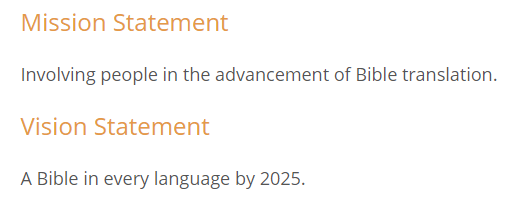 Mission Statement
Involving people in the advancement of Bible translation.
Vision Statement
A Bible in every language by 2025.